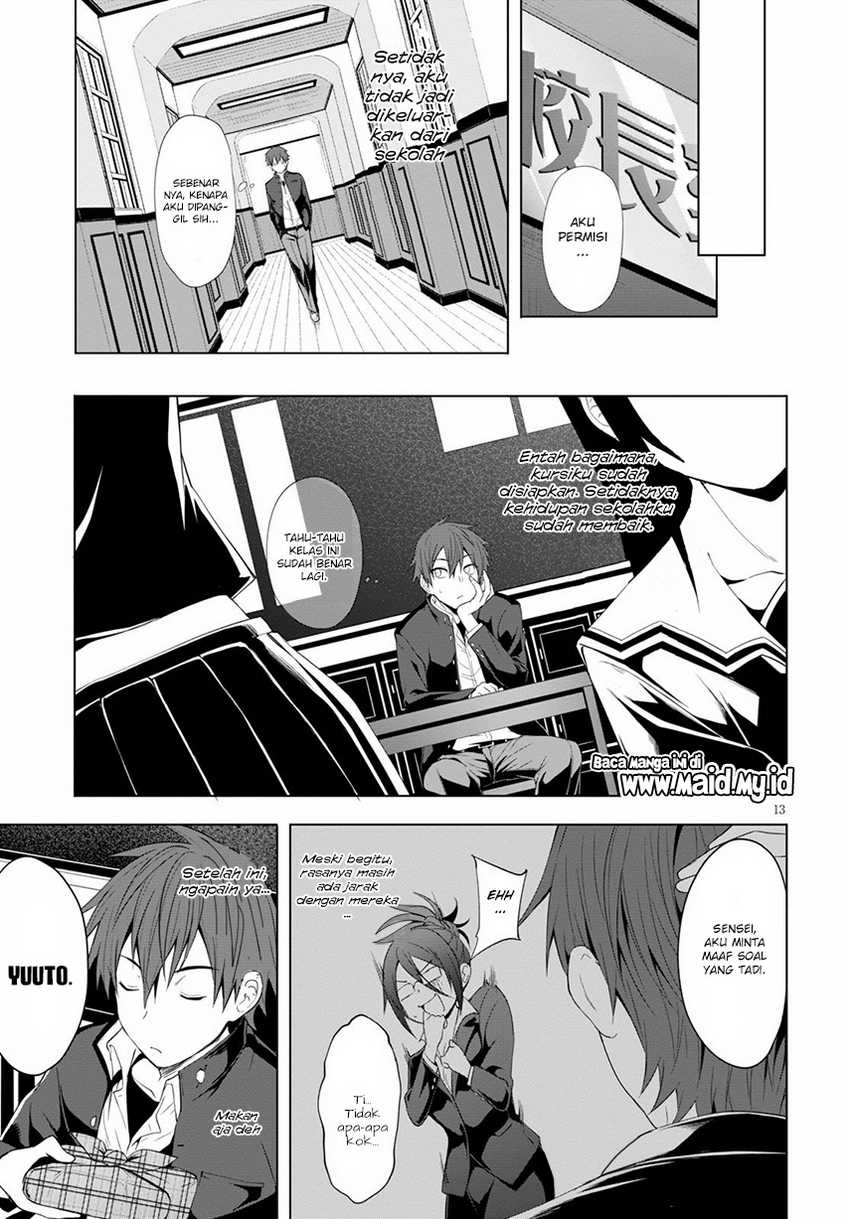 校長室
AKU
PERMISI
...
Setidak
nya, aku
tidak jadi
dikeluar-
kan dari
sekolah
SEBENAR
NYA, KENAPA
AKU DIPANG-
GIL SIH...
Entah bagaimana,
kursiku sudah
disiapkan. Setidaknya,
kehidupan sekolahku
sudah membaik.
TAHU-TAHU
KELAS INI
SUDAH BENAR
LAGI.
Baca Manga ini di
www.Maid.My.id
13
SENSEI,
AKU MINTA
MAAF SOAL
YANG TADI.
EHH
...
Meski begitu,
rasanya masih
ada jarak
dengan mereka
...
Ti..
Tidak
apa-apa
kok...
Setelah ini,
ngapain ya...
YUUTO.
Makan
aja deh